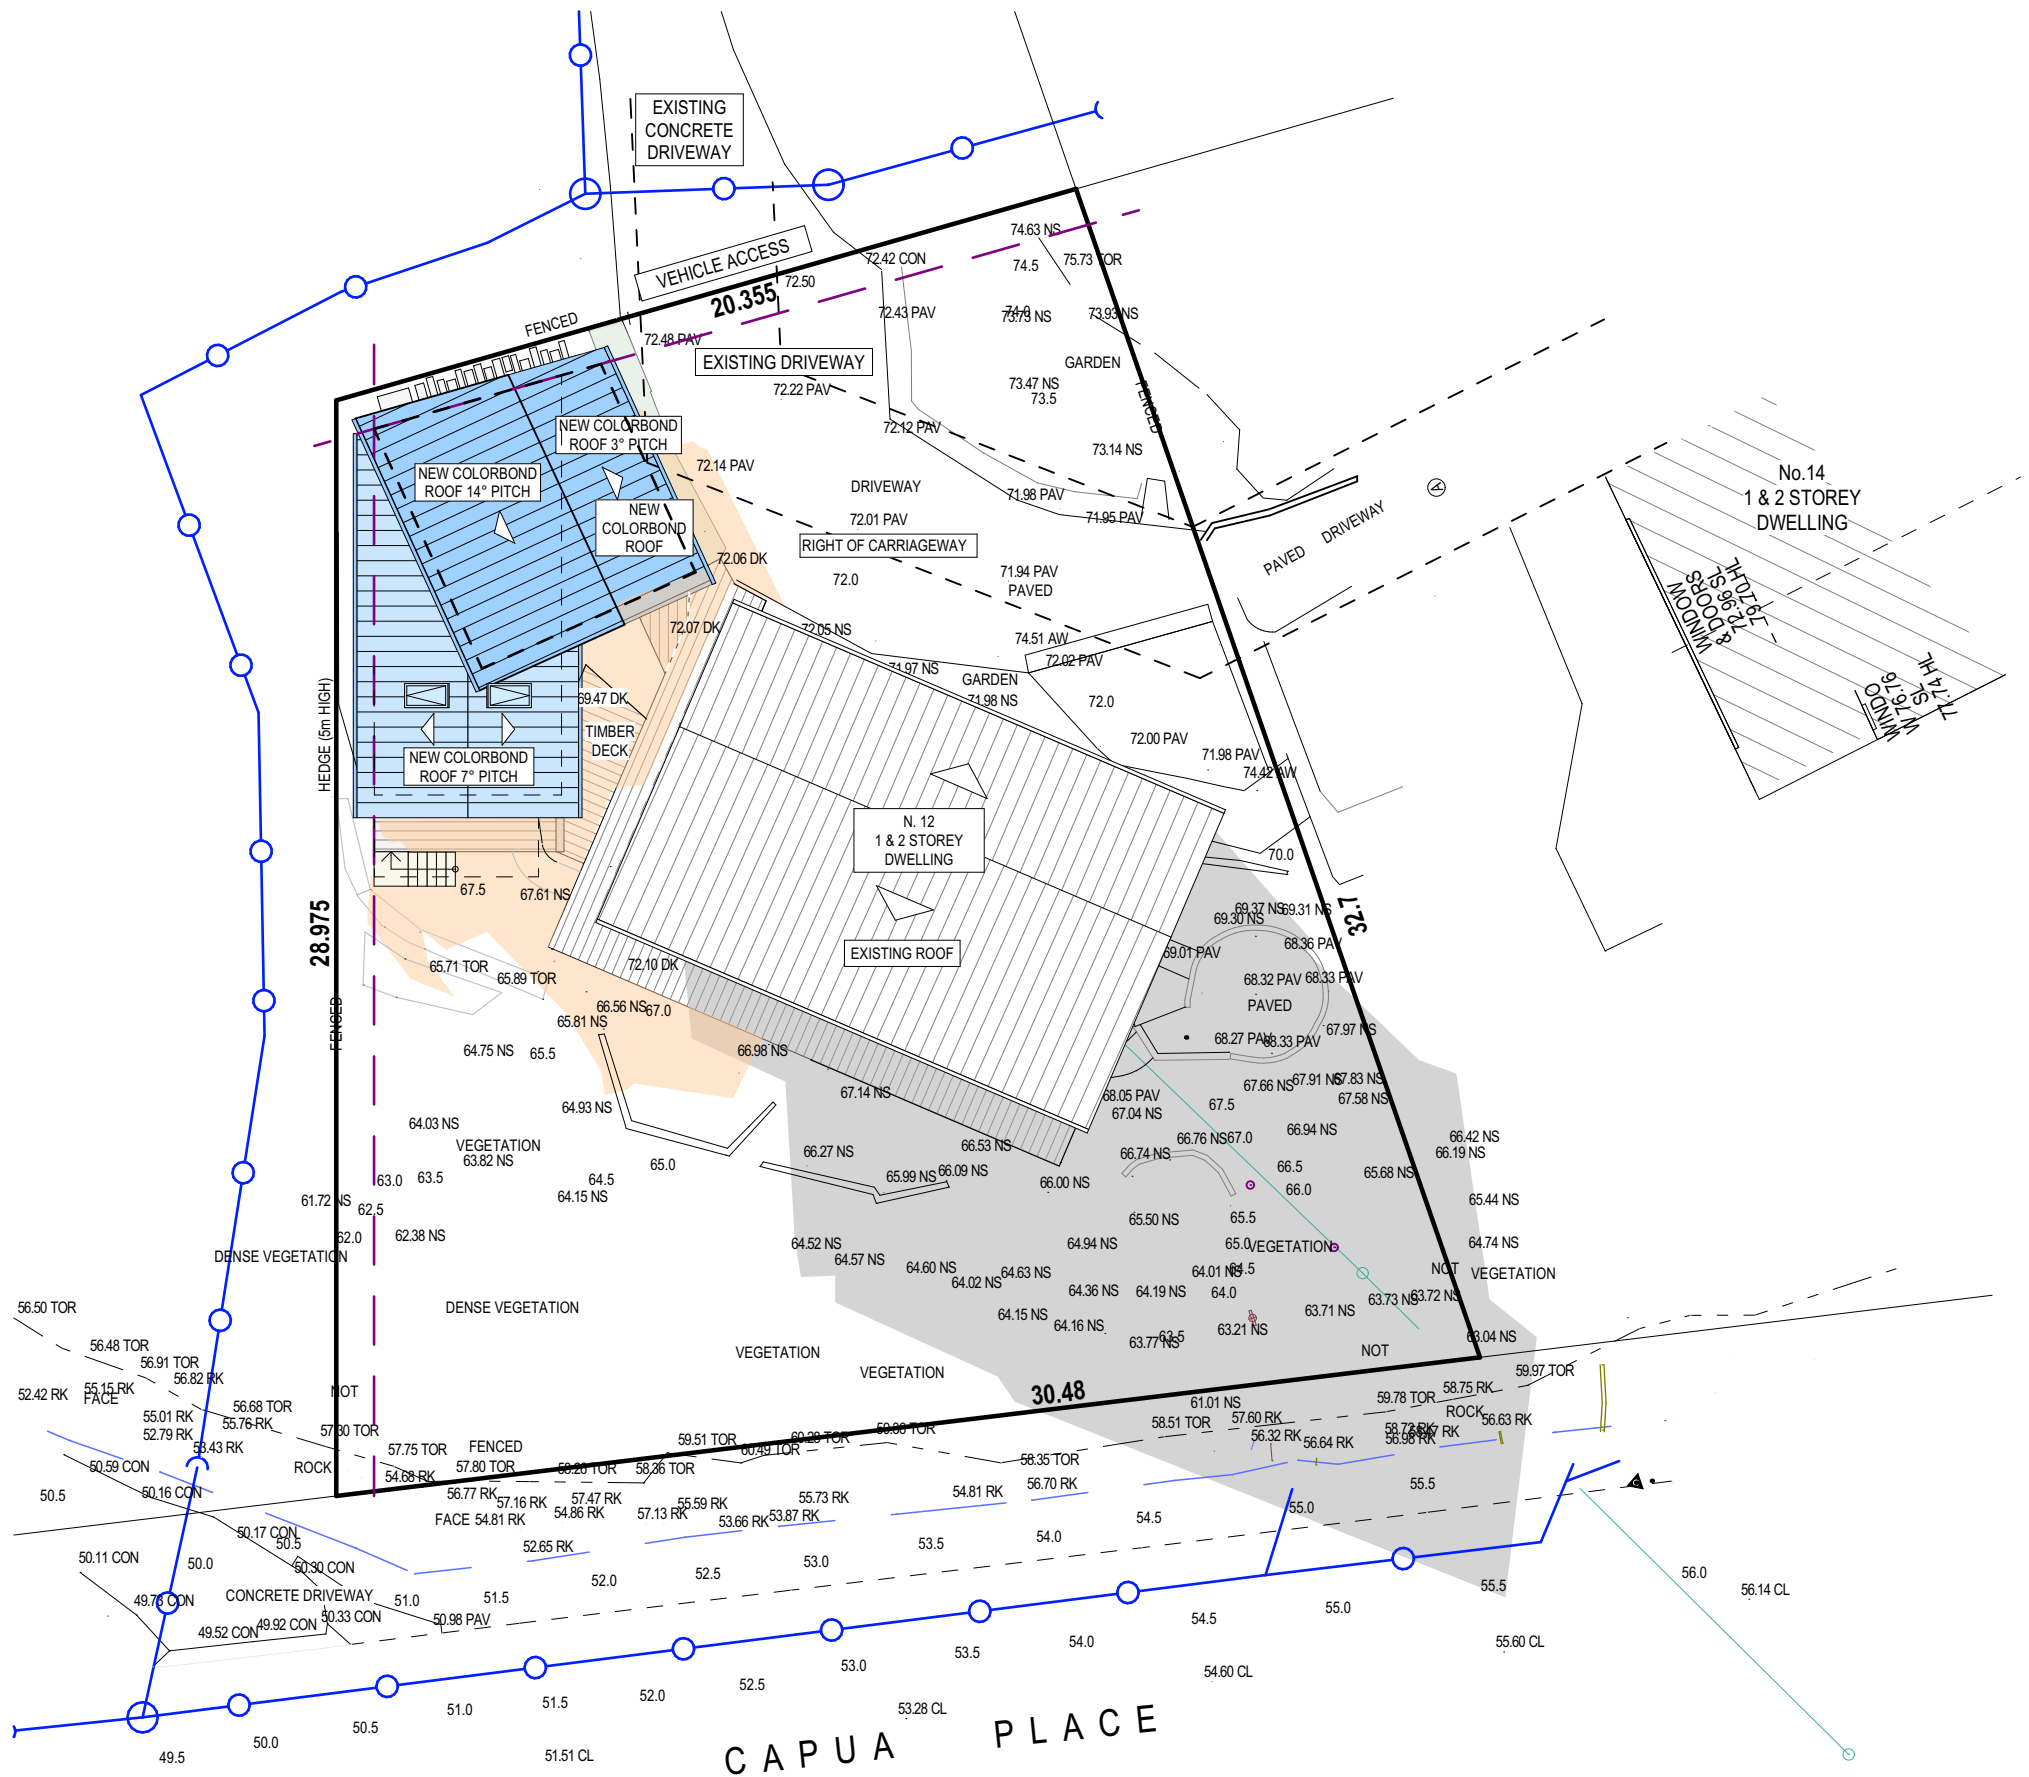 EXISTING
CONCRETE
DRIVEWAY
VEHICLE ACCESS
20.355
72.50
72.42 CON
74.63 NS
74.5
75.73 TOR
FENCED
72.48 PAV
72.43 PAV
74.0
73.73 NS
73.93 NS
EXISTING DRIVEWAY
72.22 PAV
GARDEN
73.47 NS
73.5
FENCED
NEW COLORBOND
ROOF 3° PITCH
72.12 PAV
73.14 NS
NEW COLORBOND
ROOF 14° PITCH
72.14 PAV
DRIVEWAY
71.98 PAV
NEW
COLORBOND
ROOF
72.01 PAV
71.95 PAV
RIGHT OF CARRIAGEWAY
PAVED DRIVEWAY
A
No.14
1 & 2 STOREY
DWELLING
WINDOW
& DOORS
72.96 SL
79.70 HL
WINDO
W 76.76
SL
77.74 HL
72.06 DK
72.0
71.94 PAV
PAVED
72.07 DK
72.05 NS
74.51 AW
72.02 PAV
71.97 NS
GARDEN
71.98 NS
72.0
69.47 DK
TIMBER
DECK
HEDGE (5m HIGH)
NEW COLORBOND
ROOF 7° PITCH
72.00 PAV
71.98 PAV
74.42 AW
N. 12
1 & 2 STOREY
DWELLING
70.0
67.5
67.61 NS
28.975
32.7
69.37 NS
69.31 NS
69.30 NS
EXISTING ROOF
69.01 PAV
68.36 PAV
65.71 TOR
65.89 TOR
72.10 DK
68.32 PAV
68.33 PAV
PAVED
FENCED
66.56 NS
67.0
65.81 NS
67.97 NS
68.27 PAV
68.33 PAV
64.75 NS
65.5
66.98 NS
67.14 NS
67.66 NS
67.91 NS
67.83 NS
68.05 PAV
67.58 NS
64.93 NS
67.04 NS
67.5
64.03 NS
66.94 NS
VEGETATION
63.82 NS
66.27 NS
66.53 NS
66.76 NS
67.0
66.42 NS
66.74 NS
66.19 NS
65.0
66.5
65.68 NS
63.0
63.5
64.5
65.99 NS
66.09 NS
66.00 NS
66.0
61.72 NS
62.5
64.15 NS
65.44 NS
62.0
62.38 NS
65.50 NS
65.5
DENSE VEGETATION
64.52 NS
64.57 NS
64.94 NS
65.0
VEGETATION
64.74 NS
64.60 NS
64.02 NS
64.63 NS
64.01 NS
64.5
NOT
VEGETATION
DENSE VEGETATION
64.36 NS
64.19 NS
64.0
63.73 NS
63.72 NS
56.50 TOR
64.15 NS
63.71 NS
64.16 NS
63.77 NS
63.5
63.21 NS
63.04 NS
56.48 TOR
VEGETATION
NOT
56.91 TOR
56.82 RK
VEGETATION
59.97 TOR
52.42 RK
55.15 RK
FACE
NOT
30.48
58.75 RK
56.68 TOR
61.01 NS
59.78 TOR
55.01 RK
55.76 RK
57.30 TOR
58.51 TOR
57.60 RK
ROCK
56.63 RK
52.79 RK
53.43 RK
57.75 TOR
FENCED
59.51 TOR
60.49 TOR
60.28 TOR
56.32 RK
56.64 RK
56.98 RK
50.59 CON
ROCK
54.68 RK
57.80 TOR
58.28 TOR
58.36 TOR
58.35 TOR
50.5
50.16 CON
56.77 RK
57.16 RK
57.47 RK
55.59 RK
55.73 RK
54.81 RK
56.70 RK
55.5
FACE
54.81 RK
54.86 RK
57.13 RK
53.66 RK
53.87 RK
54.5
55.0
50.17 CON
50.5
52.65 RK
53.5
54.0
50.11 CON
50.0
50.30 CON
53.0
CONCRETE DRIVEWAY
49.73 CON
51.0
51.5
52.0
52.5
55.5
56.0
56.14 CL
49.52 CON
49.92 CON
50.33 CON
50.98 PAV
54.5
55.0
53.5
54.0
55.60 CL
53.0
54.60 CL
52.5
52.0
51.5
51.0
53.28 CL
50.5
50.0
49.5
51.51 CL
CAPUA PLACE